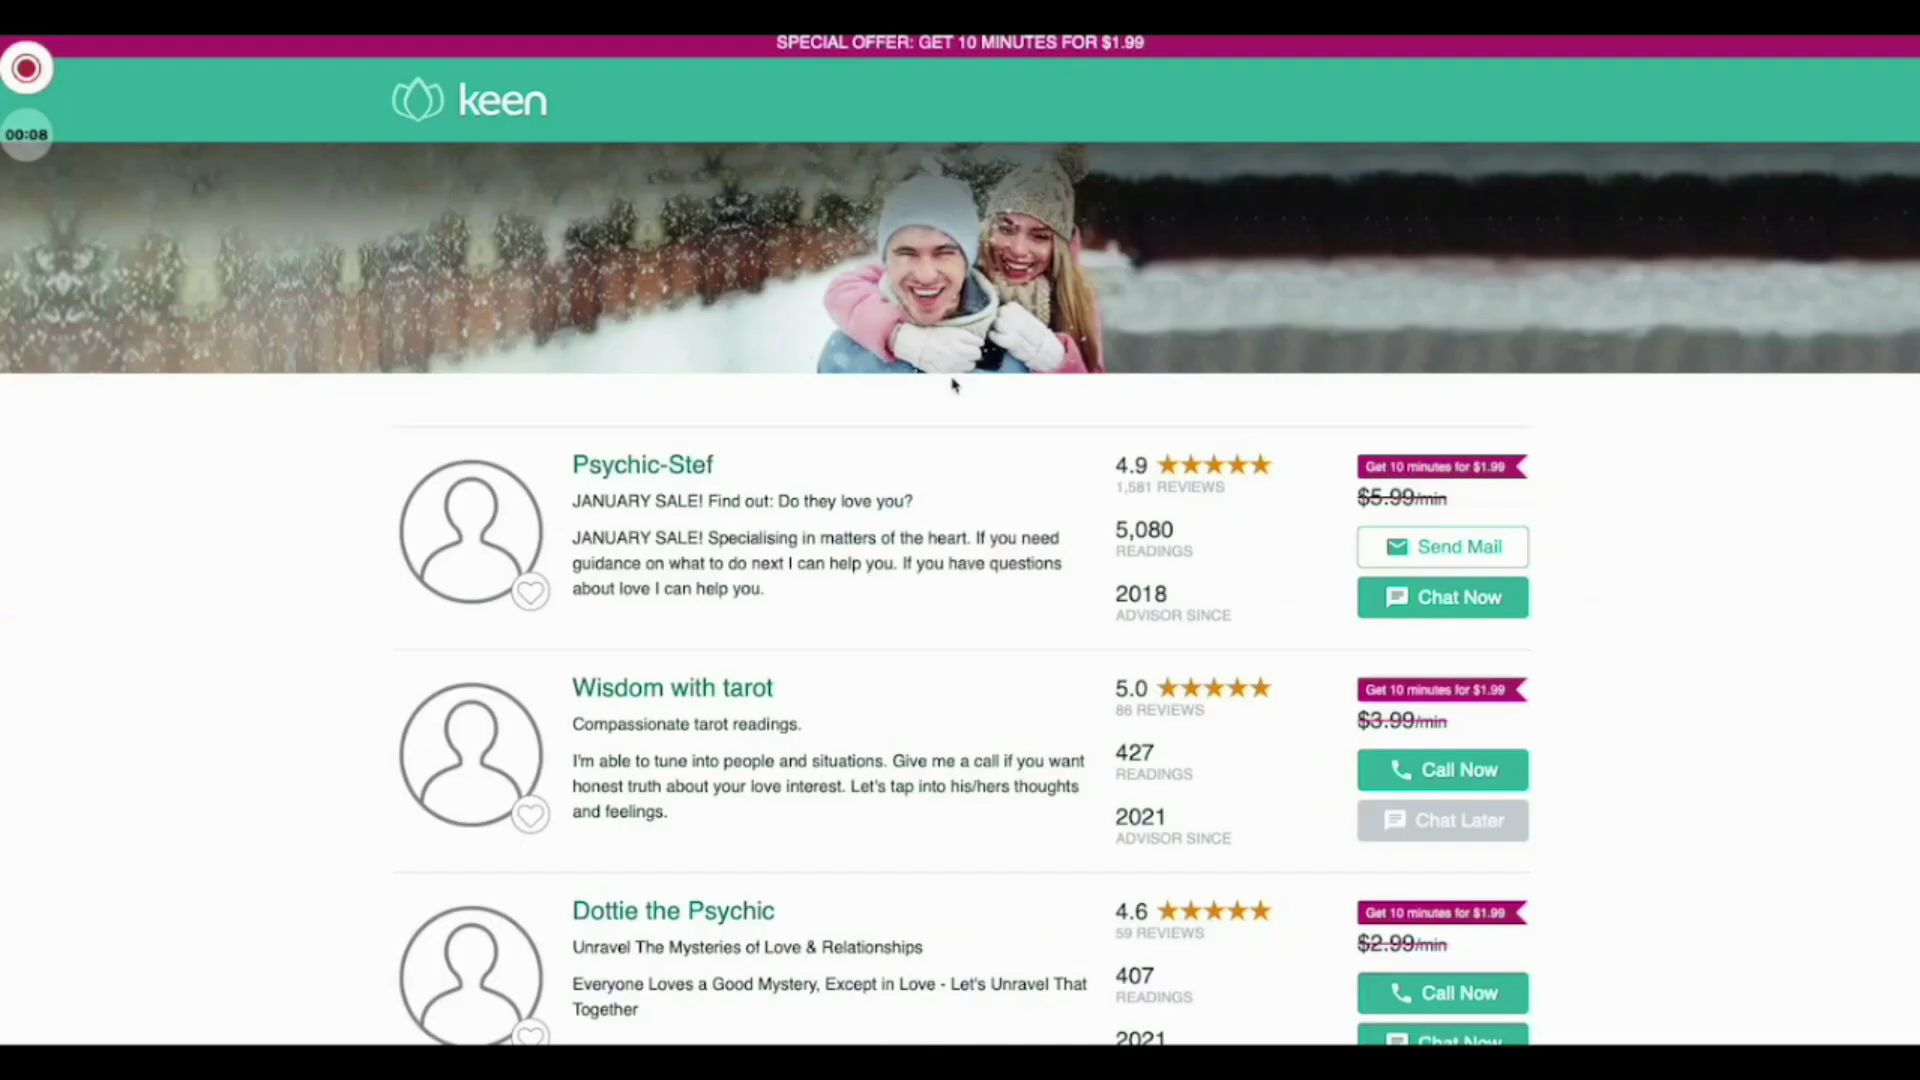 SPECIAL OFFER: GET 10 MINUTES FOR $1.99
keen
00:08
Psychic-Stef
JANUARY SALE! Find out: Do they love you?
JANUARY SALE! Specialising in matters of the heart. If you need
guidance on what to do next I can help you. If you have questions
about love I can help you.
4.9
1,581 REVIEWS
5,080
READINGS
2018
ADVISOR SINCE
Get 10 minutes for $1.99
$5.99/min
Send Mail
Chat Now
Wisdom with tarot
Compassionate tarot readings.
I'm able to tune into people and situations. Give me a call if you want
honest truth about your love interest. Let's tap into his/hers thoughts
and feelings.
5.0
86 REVIEWS
427
READINGS
2021
ADVISOR SINCE
Get 10 minutes for $1.99
$3.99/min
Call Now
Chat Later
Dottie the Psychic
Unravel The Mysteries of Love & Relationships
Everyone Loves a Good Mystery, Except in Love - Let's Unravel That
Together
4.6
59 REVIEWS
407
READINGS
2021
Get 10 minutes for $1.99
$2.99/min
Call Now
Chat Now